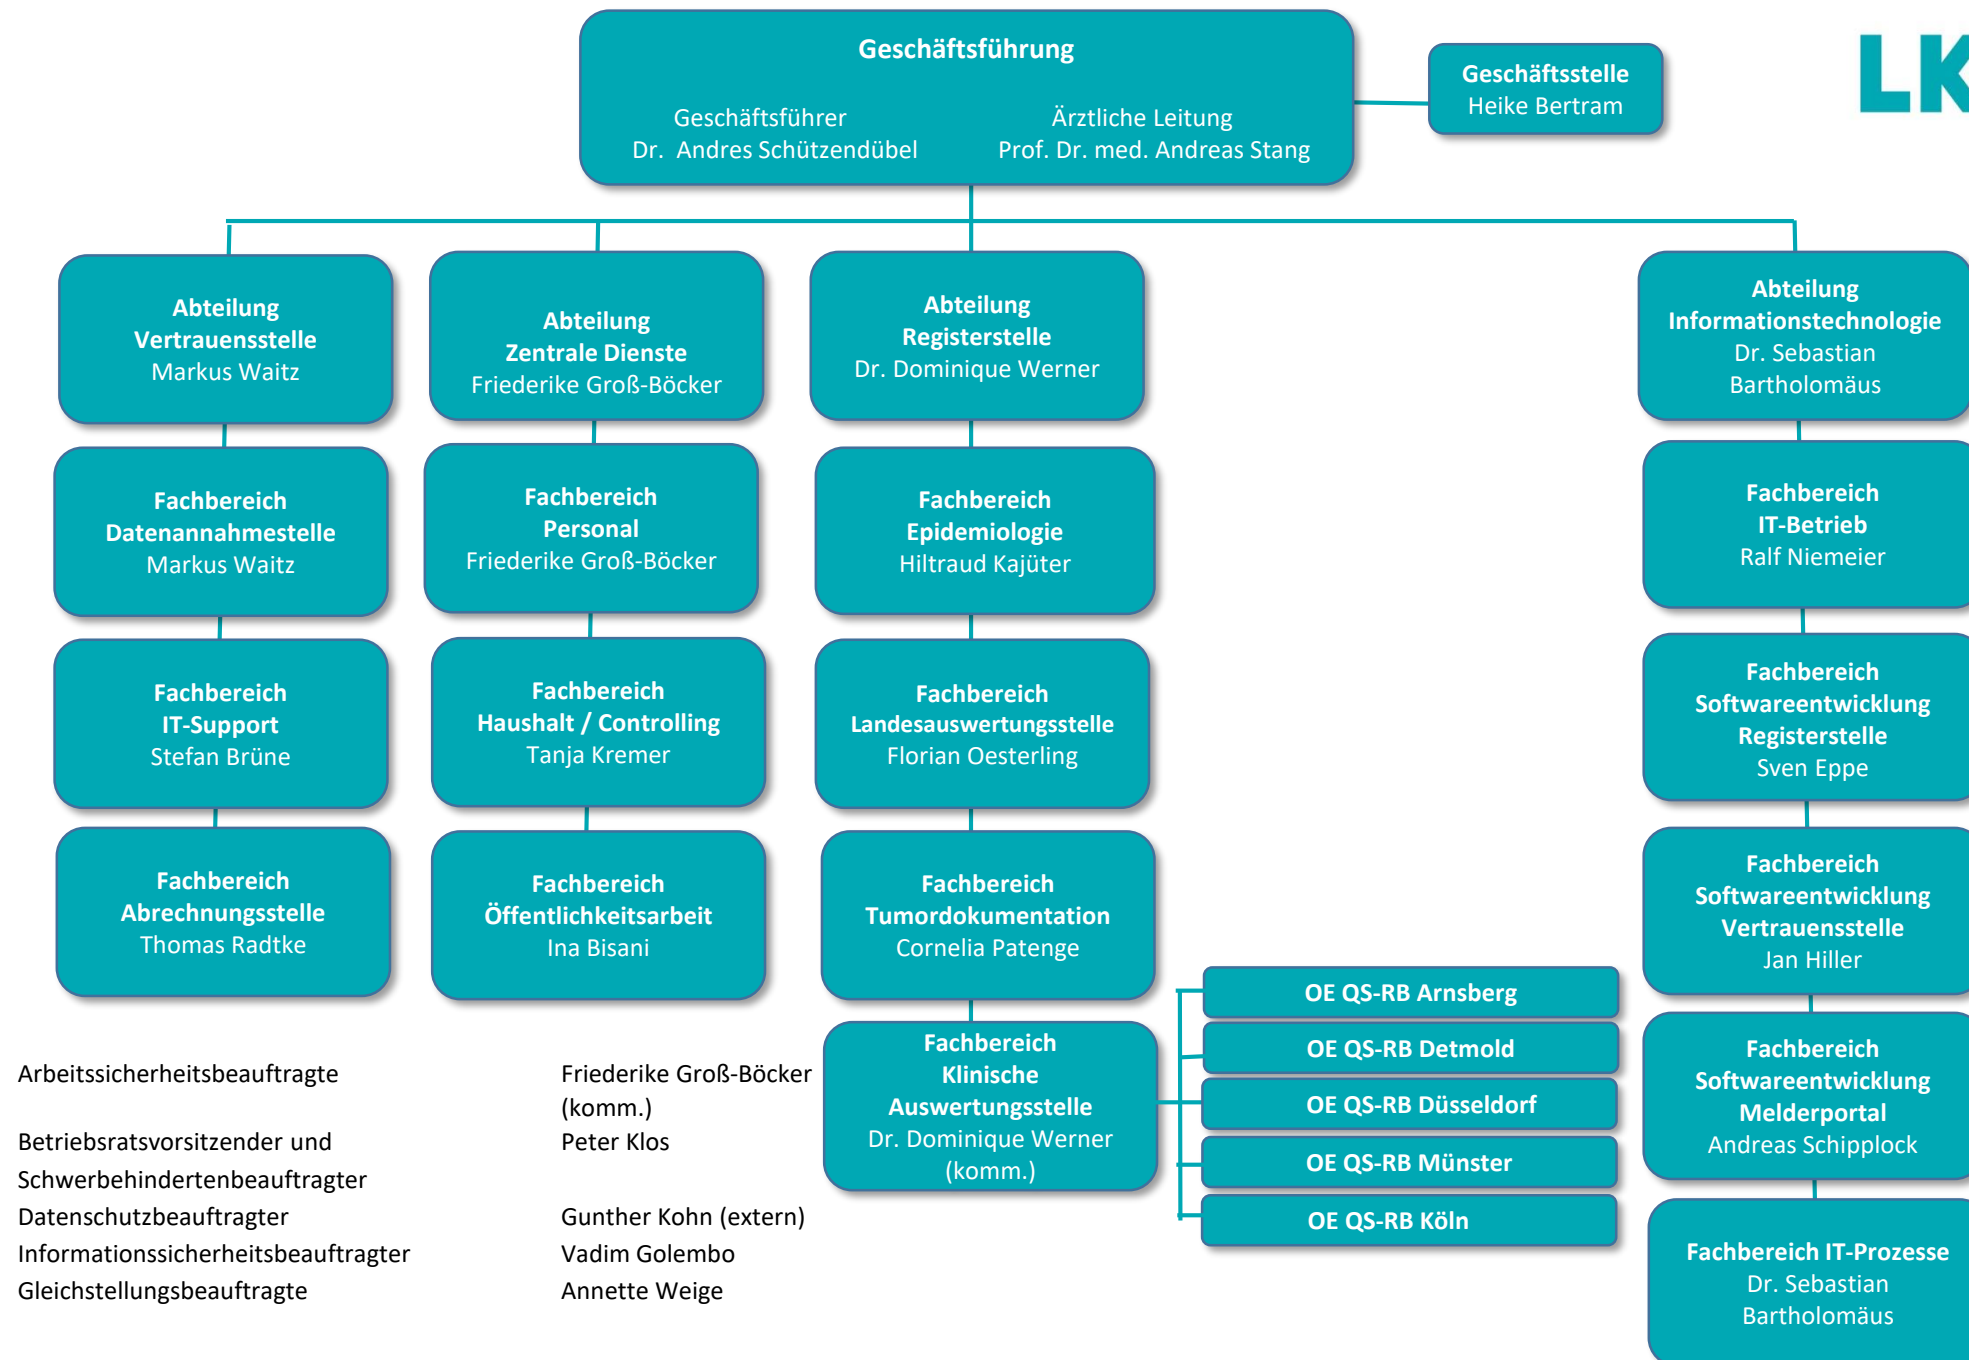 Geschäftsführung
Geschäftsführer
Dr.  Andres Schützendübel
Ärztliche Leitung
Prof. Dr. med. Andreas Stang
Geschäftsstelle
Heike Bertram
LK
Abteilung
Vertrauensstelle
Markus Waitz
Fachbereich
Datenannahmestelle
Markus Waitz
Fachbereich
IT-Support
Stefan Brüne
Fachbereich
Abrechnungsstelle
Thomas Radtke
Abteilung
Zentrale Dienste
Friederike Groß-Böcker
Fachbereich
Personal
Friederike Groß-Böcker
Fachbereich
Haushalt / Controlling
Tanja Kremer
Fachbereich
Öffentlichkeitsarbeit
Ina Bisani
Abteilung
Registerstelle
Dr. Dominique Werner
Fachbereich
Epidemiologie
Hiltraud Kajüter
Fachbereich
Landesauswertungsstelle
Florian Oesterling
Fachbereich
Tumordokumentation
Cornelia Patenge
Fachbereich
Klinische
Auswertungsstelle
Dr. Dominique Werner
(komm.)
OE QS-RB Arnsberg
OE QS-RB Detmold
OE QS-RB Düsseldorf
OE QS-RB Münster
OE QS-RB Köln
Abteilung
Informationstechnologie
Dr. Sebastian
Bartholomäus
Fachbereich
IT-Betrieb
Ralf Niemeier
Fachbereich
Softwareentwicklung
Registerstelle
Sven Eppe
Fachbereich
Softwareentwicklung
Vertrauensstelle
Jan Hiller
Fachbereich
Softwareentwicklung
Melderportal
Andreas Schipplock
Fachbereich IT-Prozesse
Dr. Sebastian
Bartholomäus
Arbeitssicherheitsbeauftragte Friederike Groß-Böcker
(komm.)
Betriebsratsvorsitzender und Peter Klos
Schwerbehindertenbeauftragter
Datenschutzbeauftragter Gunther Kohn (extern)
Informationssicherheitsbeauftragter Vadim Golembo
Gleichstellungsbeauftragte Annette Weige